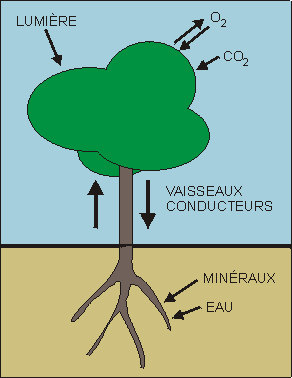 LUMIÈRE
O₂
CO₂
VAISSEAUX
CONDUCTEURS
MINÉRAUX
EAU